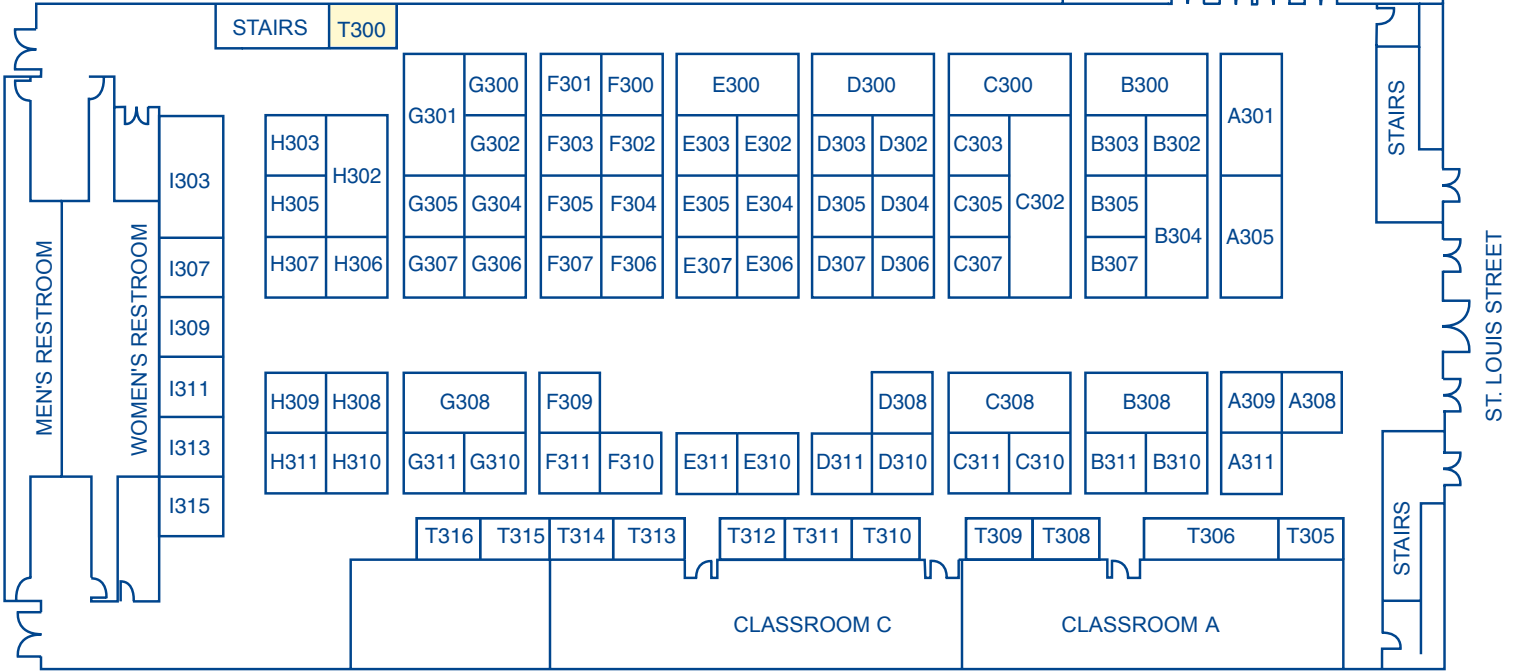 STAIRS T300
G300 F301 F300 E300 D300 C300 B300
G301 A301
H303 G302 F303 F302 E303 E302 D303 D302 C303 B303 B302 STAIRS
I303 H302
H305 G305 G304 F305 F304 E305 E304 D305 D304 C305 C302 B305
B304 A305
I307 H307 H306 G307 G306 F307 F306 E307 E306 D307 D306 C307 B307
MEN'S RESTROOM WOMEN'S RESTROOM I309 ST. LOUIS STREET
I311 H309 H308 G308 F309 D308 C308 B308 A309 A308
I313 H311 H310 G311 G310 F311 F310 E311 E310 D311 D310 C311 C310 B311 B310 A311
I315
T316 T315 T314 T313 T312 T311 T310 T309 T308 T306 T305 STAIRS
CLASSROOM C CLASSROOM A